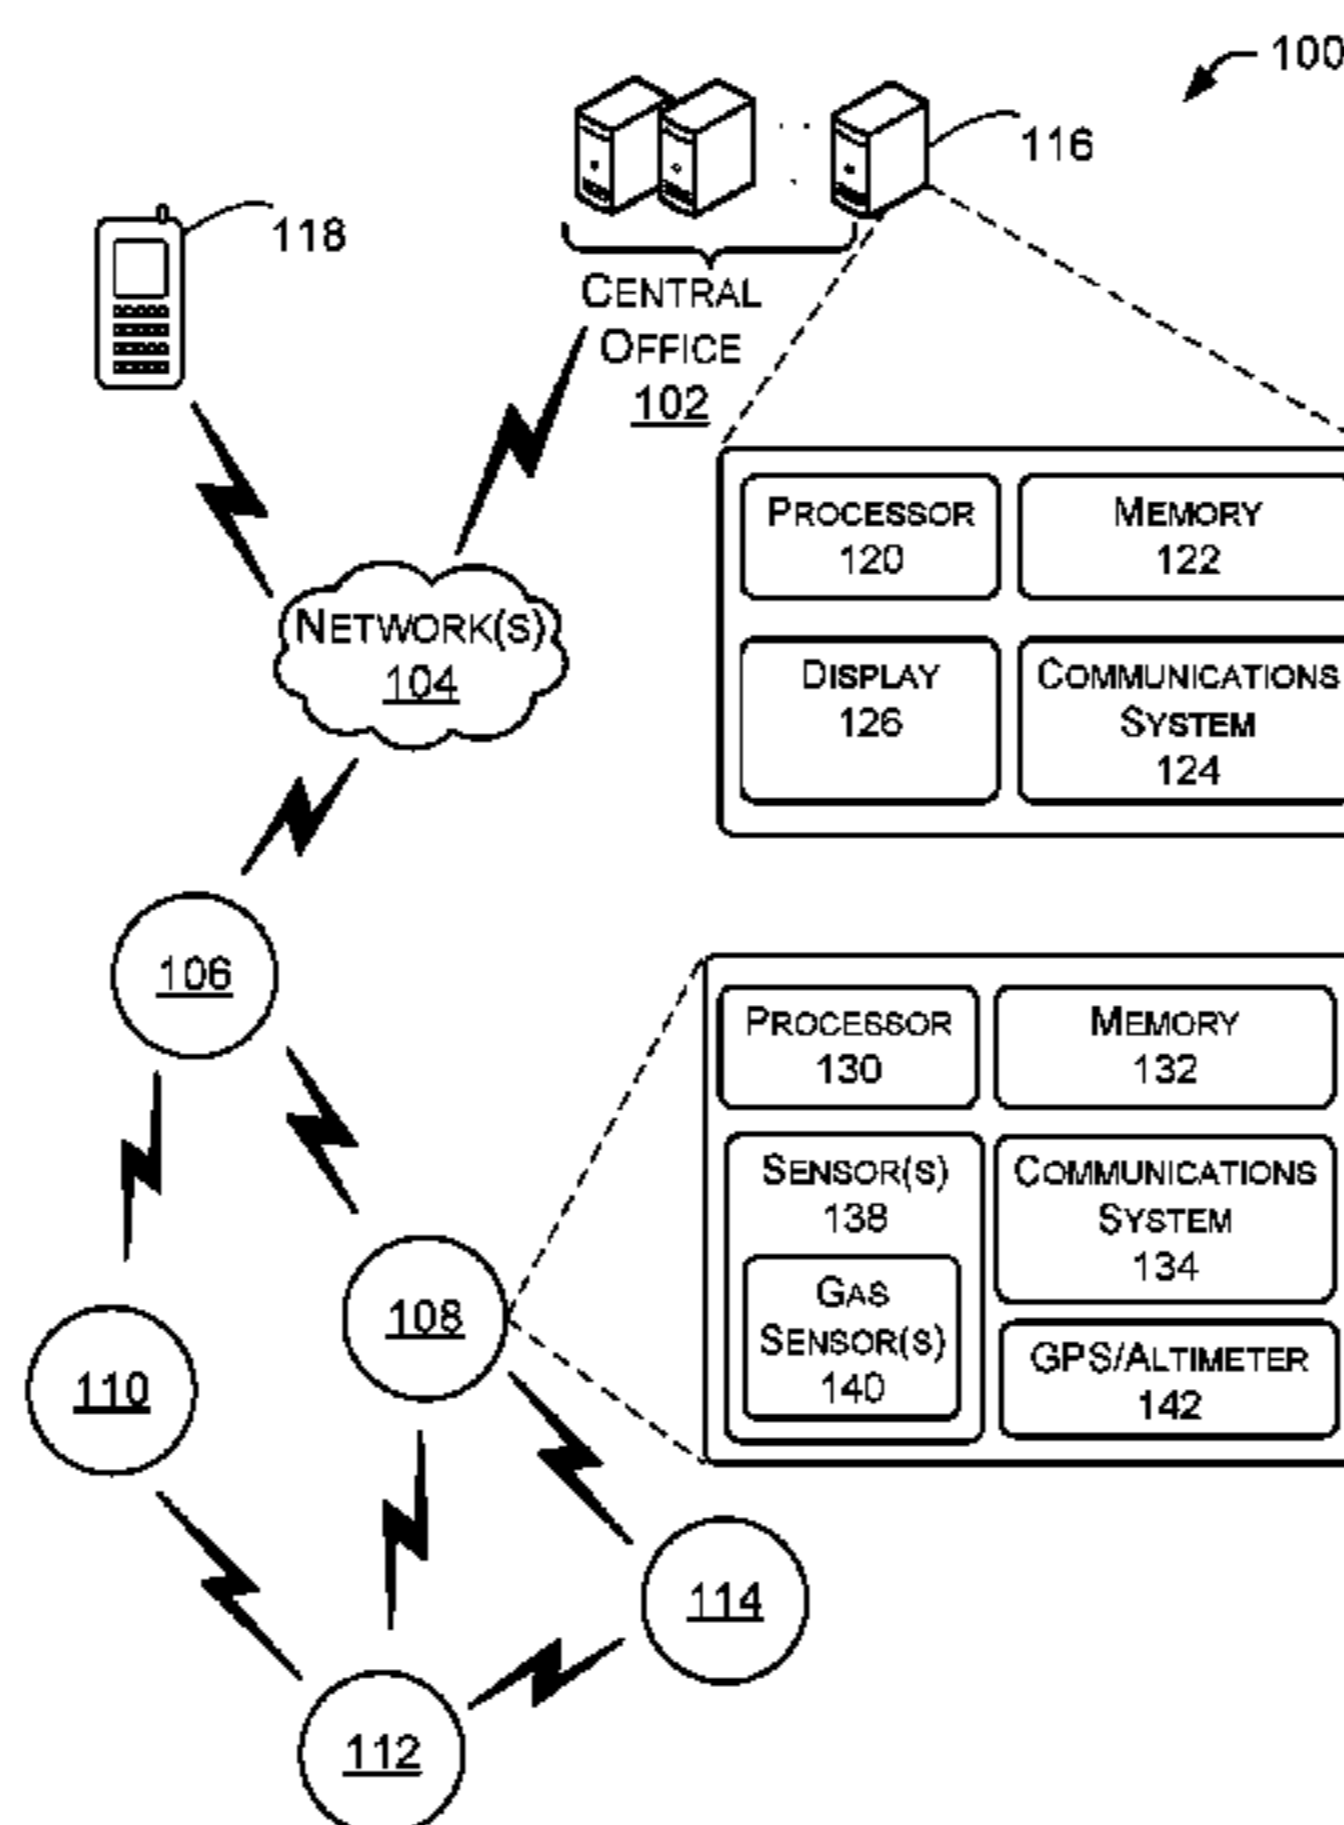 100
116
118
CENTRAL
OFFICE
102
PROCESSOR
120
MEMORY
122
DISPLAY
126
COMMUNICATIONS
SYSTEM
124
NETWORK(S)
104
106
PROCESSOR
130
MEMORY
132
SENSOR(S)
138
GAS
SENSOR(S)
140
COMMUNICATIONS
SYSTEM
134
GPS/ALTIMETER
142
108
110
114
112